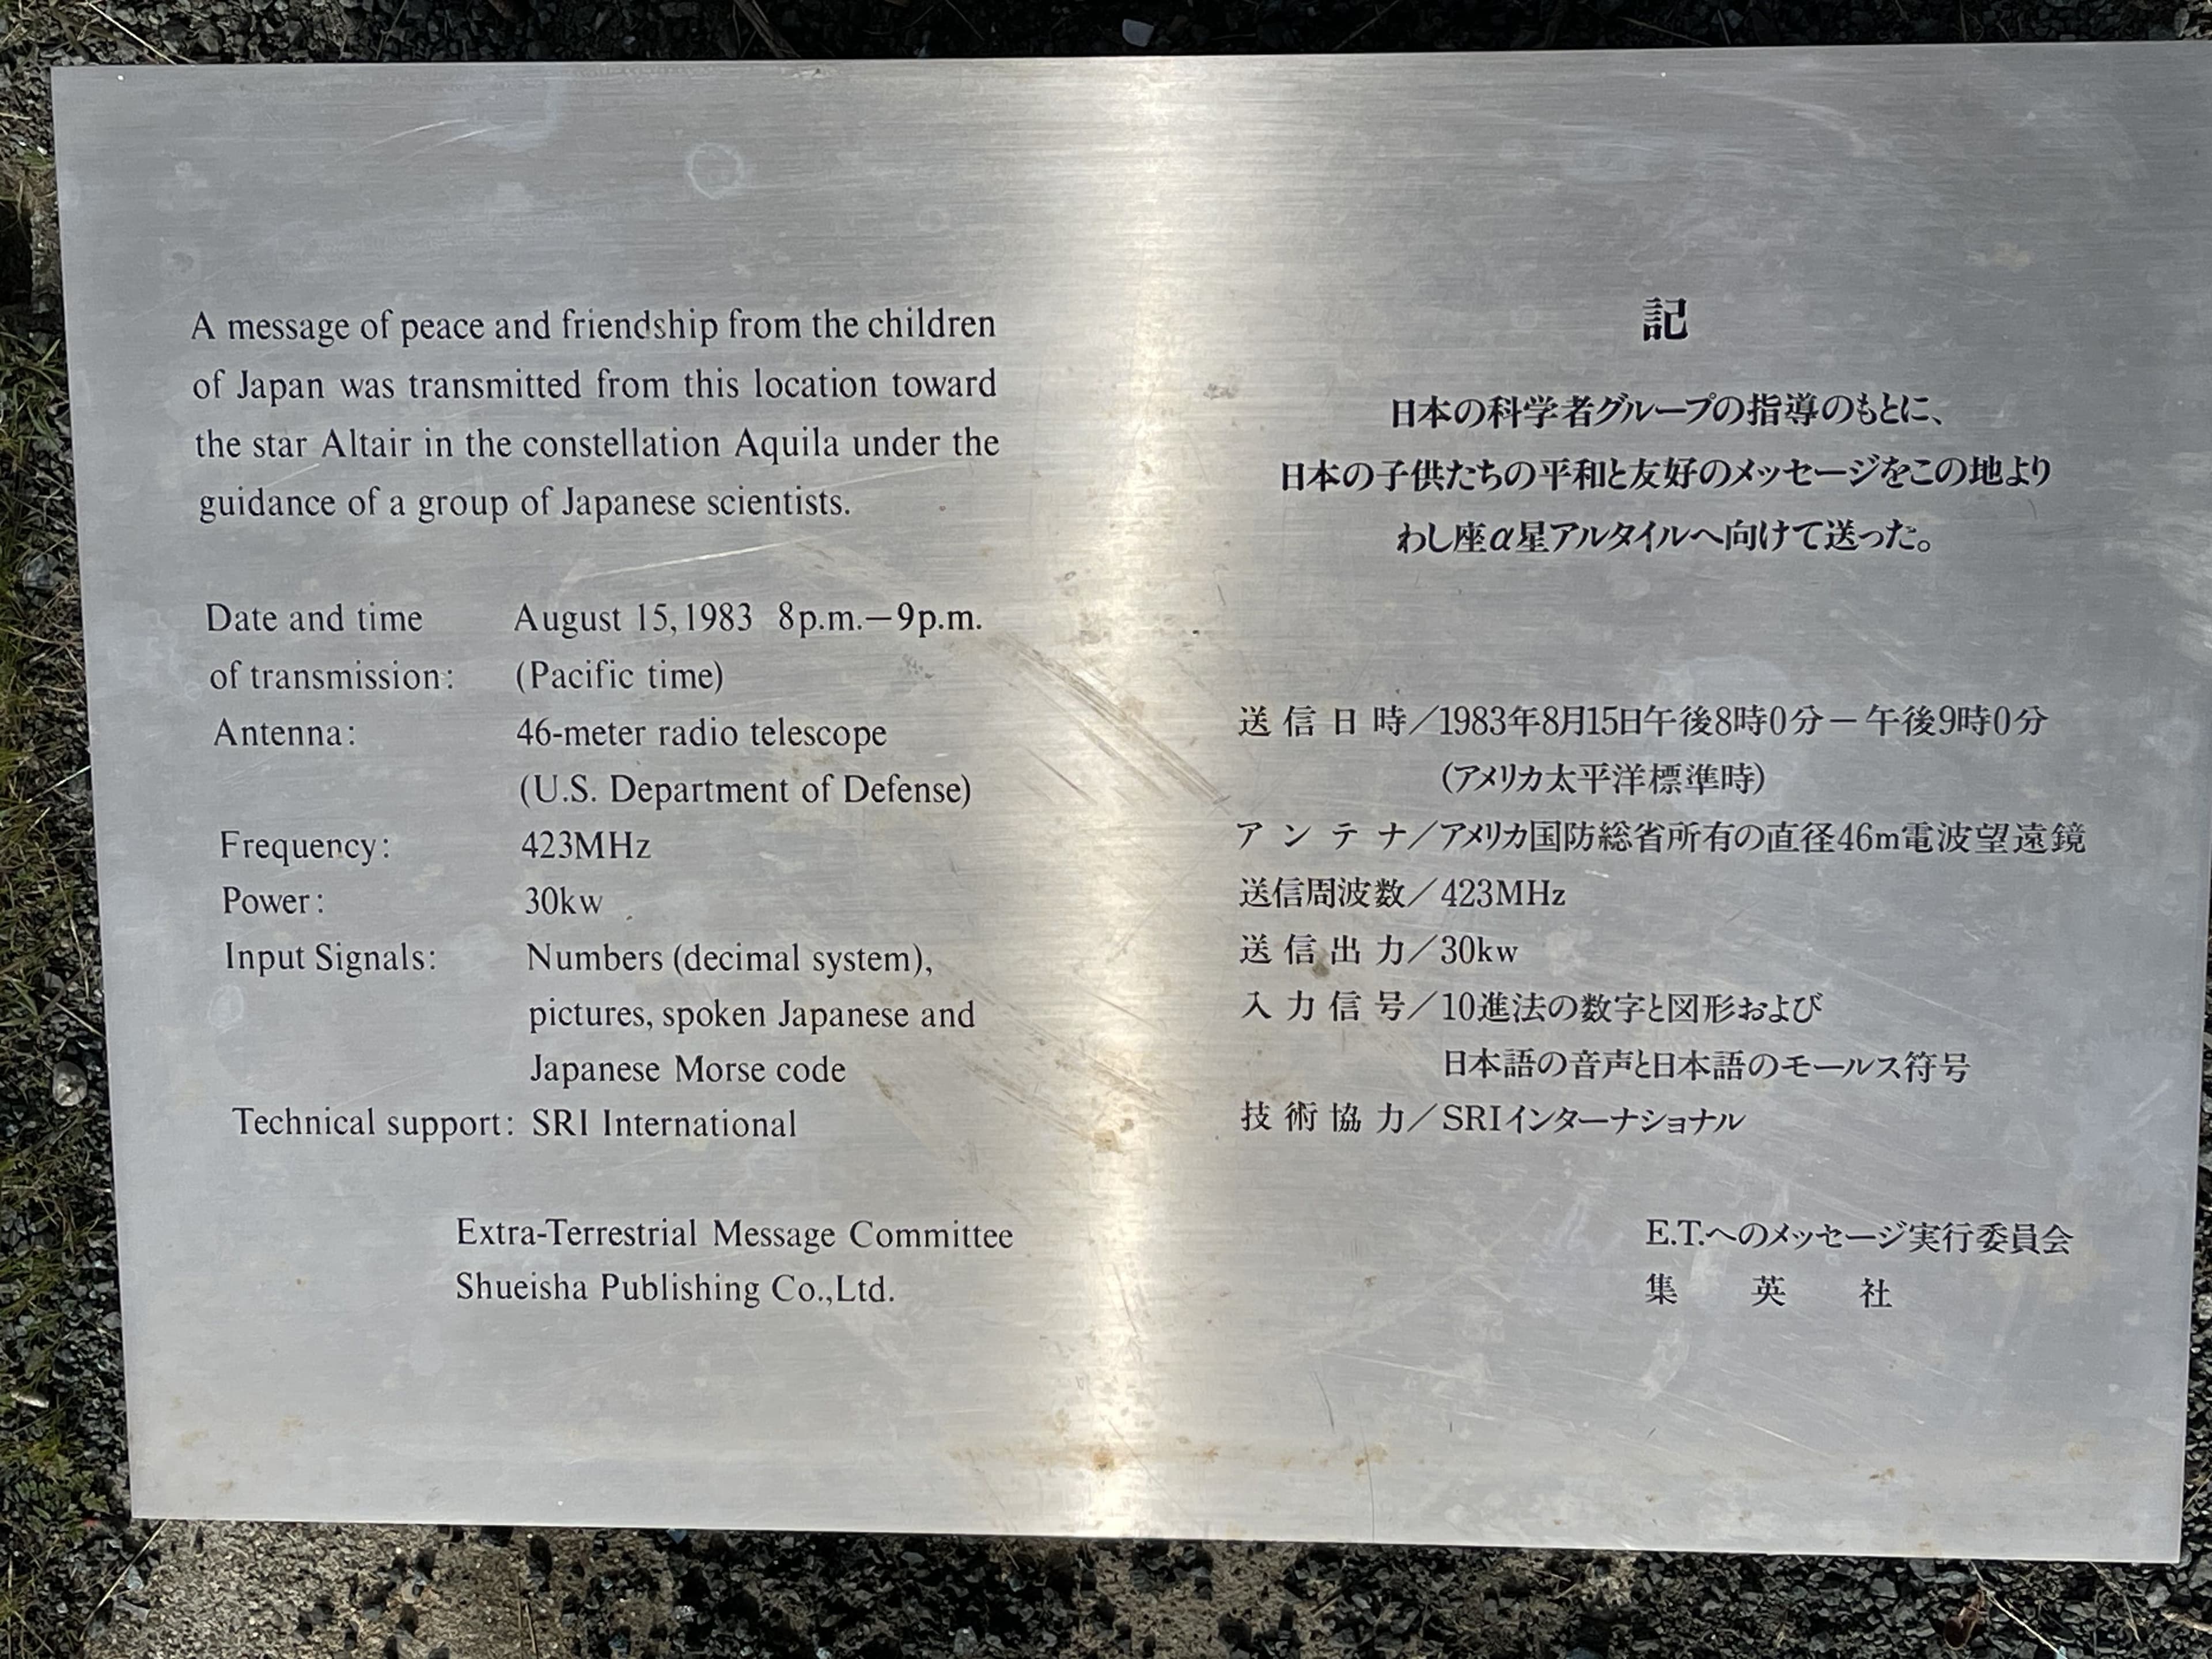 A message of peace and friendship from the children
of Japan was transmitted from this location toward
the star Altair in the constellation Aquila under the
guidance of a group of Japanese scientists.
Date and time August 15,1983 8p.m.—9p.m.
of transmission: (Pacific time)
Antenna: 46-meter radio telescope
(U.S. Department of Defense)
Frequency: 423MHz
Power: 30kw
Input Signals: Numbers (decimal system),
pictures, spoken Japanese and
Japanese Morse code
Technical support: SRI International
Extra-Terrestrial Message Committee
Shueisha Publishing Co.,Ltd.
記
日本の科学者グループの指導のもとに、
日本の子供たちの平和と友好のメッセージをこの地より
わし座α星アルタイルへ向けて送った。
送信日時／1983年8月15日午後8時0分－午後9時0分
(アメリカ太平洋標準時)
アンテナ／アメリカ国防総省所有の直径46m電波望遠鏡
送信周波数／423MHz
送信出力／30kw
入力信号／10進法の数字と図形および
日本語の音声と日本語のモールス符号
技術協力／SRIインターナショナル
E.T.へのメッセージ実行委員会
集英社